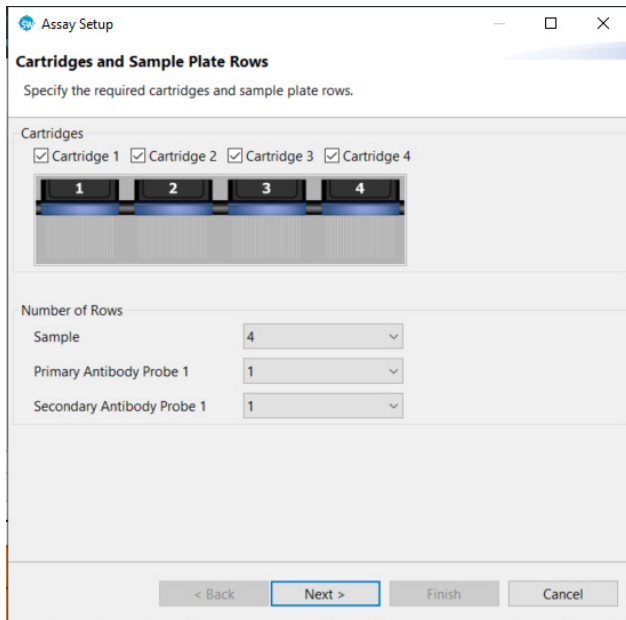 SW Assay Setup
Cartridges and Sample Plate Rows
Specify the required cartridges and sample plate rows.
Cartridges
Cartridge 1 Cartridge 2 Cartridge 3 Cartridge 4
1 2 3 4
Number of Rows
Sample 4
Primary Antibody Probe 1 1
Secondary Antibody Probe 1 1
< Back Next > Finish Cancel